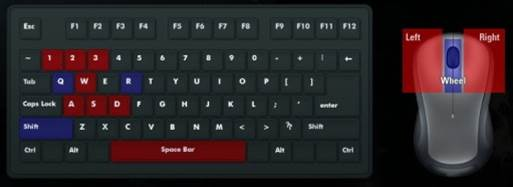 Esc F1 F2 F3 F4 F5 F6 F7 F8 F9 F10 F11 F12
~ 1 2 3 4 5 6 7 8 9 0 - + ! ←
Tab Q W E R T Y U I O P [ ]
Caps Lock A S D F G H J K L ; ' enter
Shift Z X C V B N M < > ? Shift
Ctrl Alt Space Bar Alt Ctrl
Left Right
Wheel